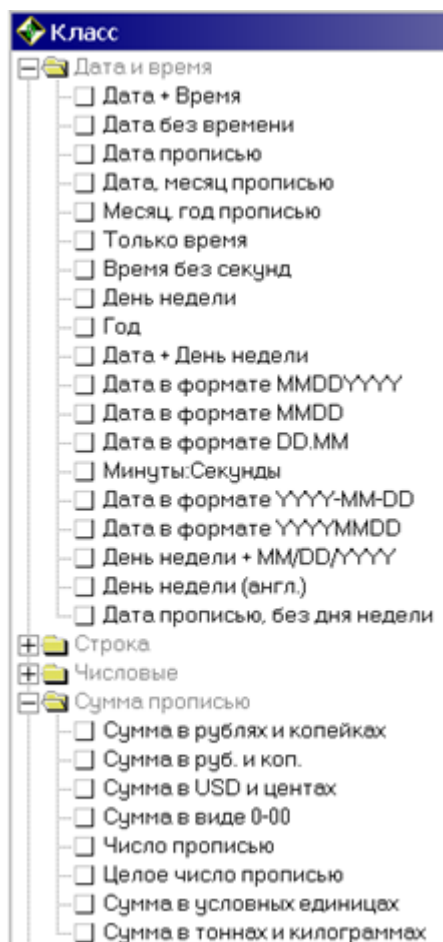 Класс
Дата и время
Дата + Время
Дата без времени
Дата прописью
Дата, месяц прописью
Месяц, год прописью
Только время
Время без секунд
День недели
Год
Дата + День недели
Дата в формате MMDDYYYY
Дата в формате MMDD
Дата в формате DD.MM
Минуты:Секунды
Дата в формате YYYY-MM-DD
Дата в формате YYYYMMDD
День недели + MM/DD/YYYY
День недели (англ.)
Дата прописью, без дня недели
Строка
Числовые
Сумма прописью
Сумма в рублях и копейках
Сумма в руб. и коп.
Сумма в USD и центах
Сумма в виде 0-00
Число прописью
Целое число прописью
Сумма в условных единицах
Сумма в тоннах и килограммах